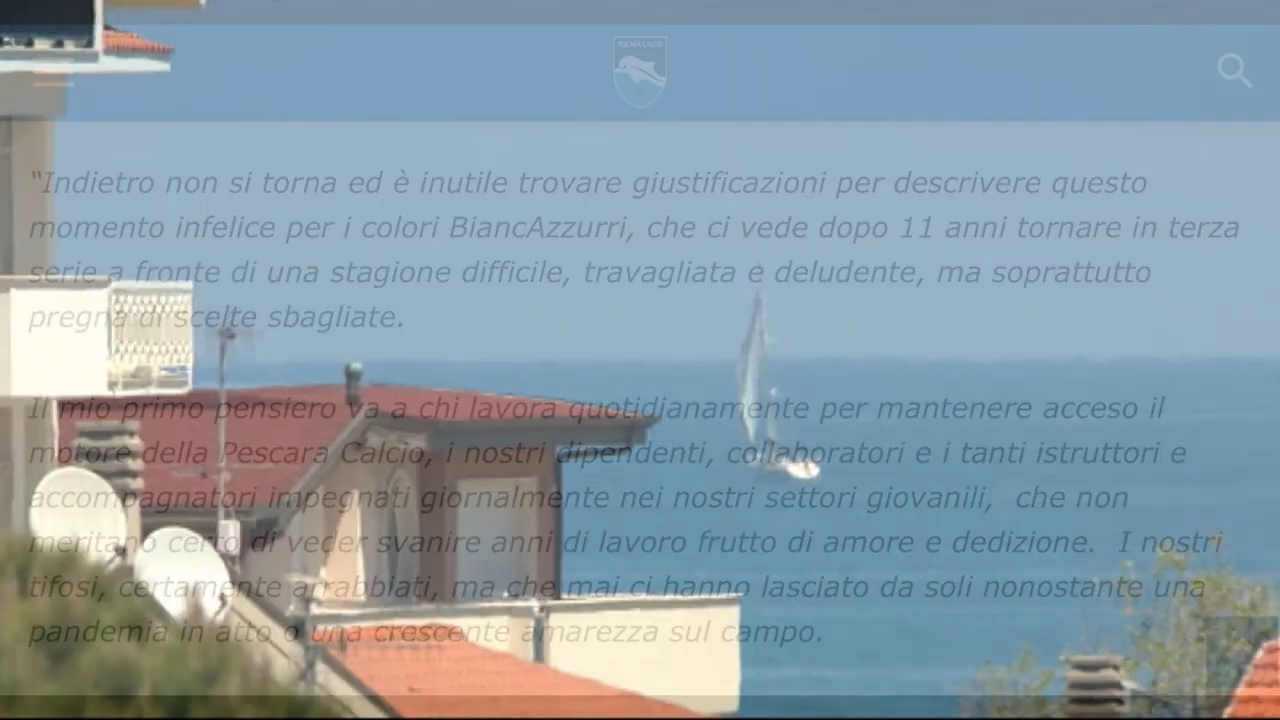 PESCARA CALCIO
“Indietro non si torna ed è inutile trovare giustificazioni per descrivere questo
momento infelice per i colori BiancAzzurri, che ci vede dopo 11 anni tornare in terza
serie a fronte di una stagione difficile, travagliata e deludente, ma soprattutto
pregna di scelte sbagliate.
Il mio primo pensiero va a chi lavora quotidianamente per mantenere acceso il
motore della Pescara Calcio, i nostri dipendenti, collaboratori e i tanti istruttori e
accompagnatori impegnati giornalmente nei nostri settori giovanili, che non
meritano certo di veder svanire anni di lavoro frutto di amore e dedizione. I nostri
tifosi, certamente arrabbiati, ma che mai ci hanno lasciato da soli nonostante una
pandemia in atto o una crescente amarezza sul campo.